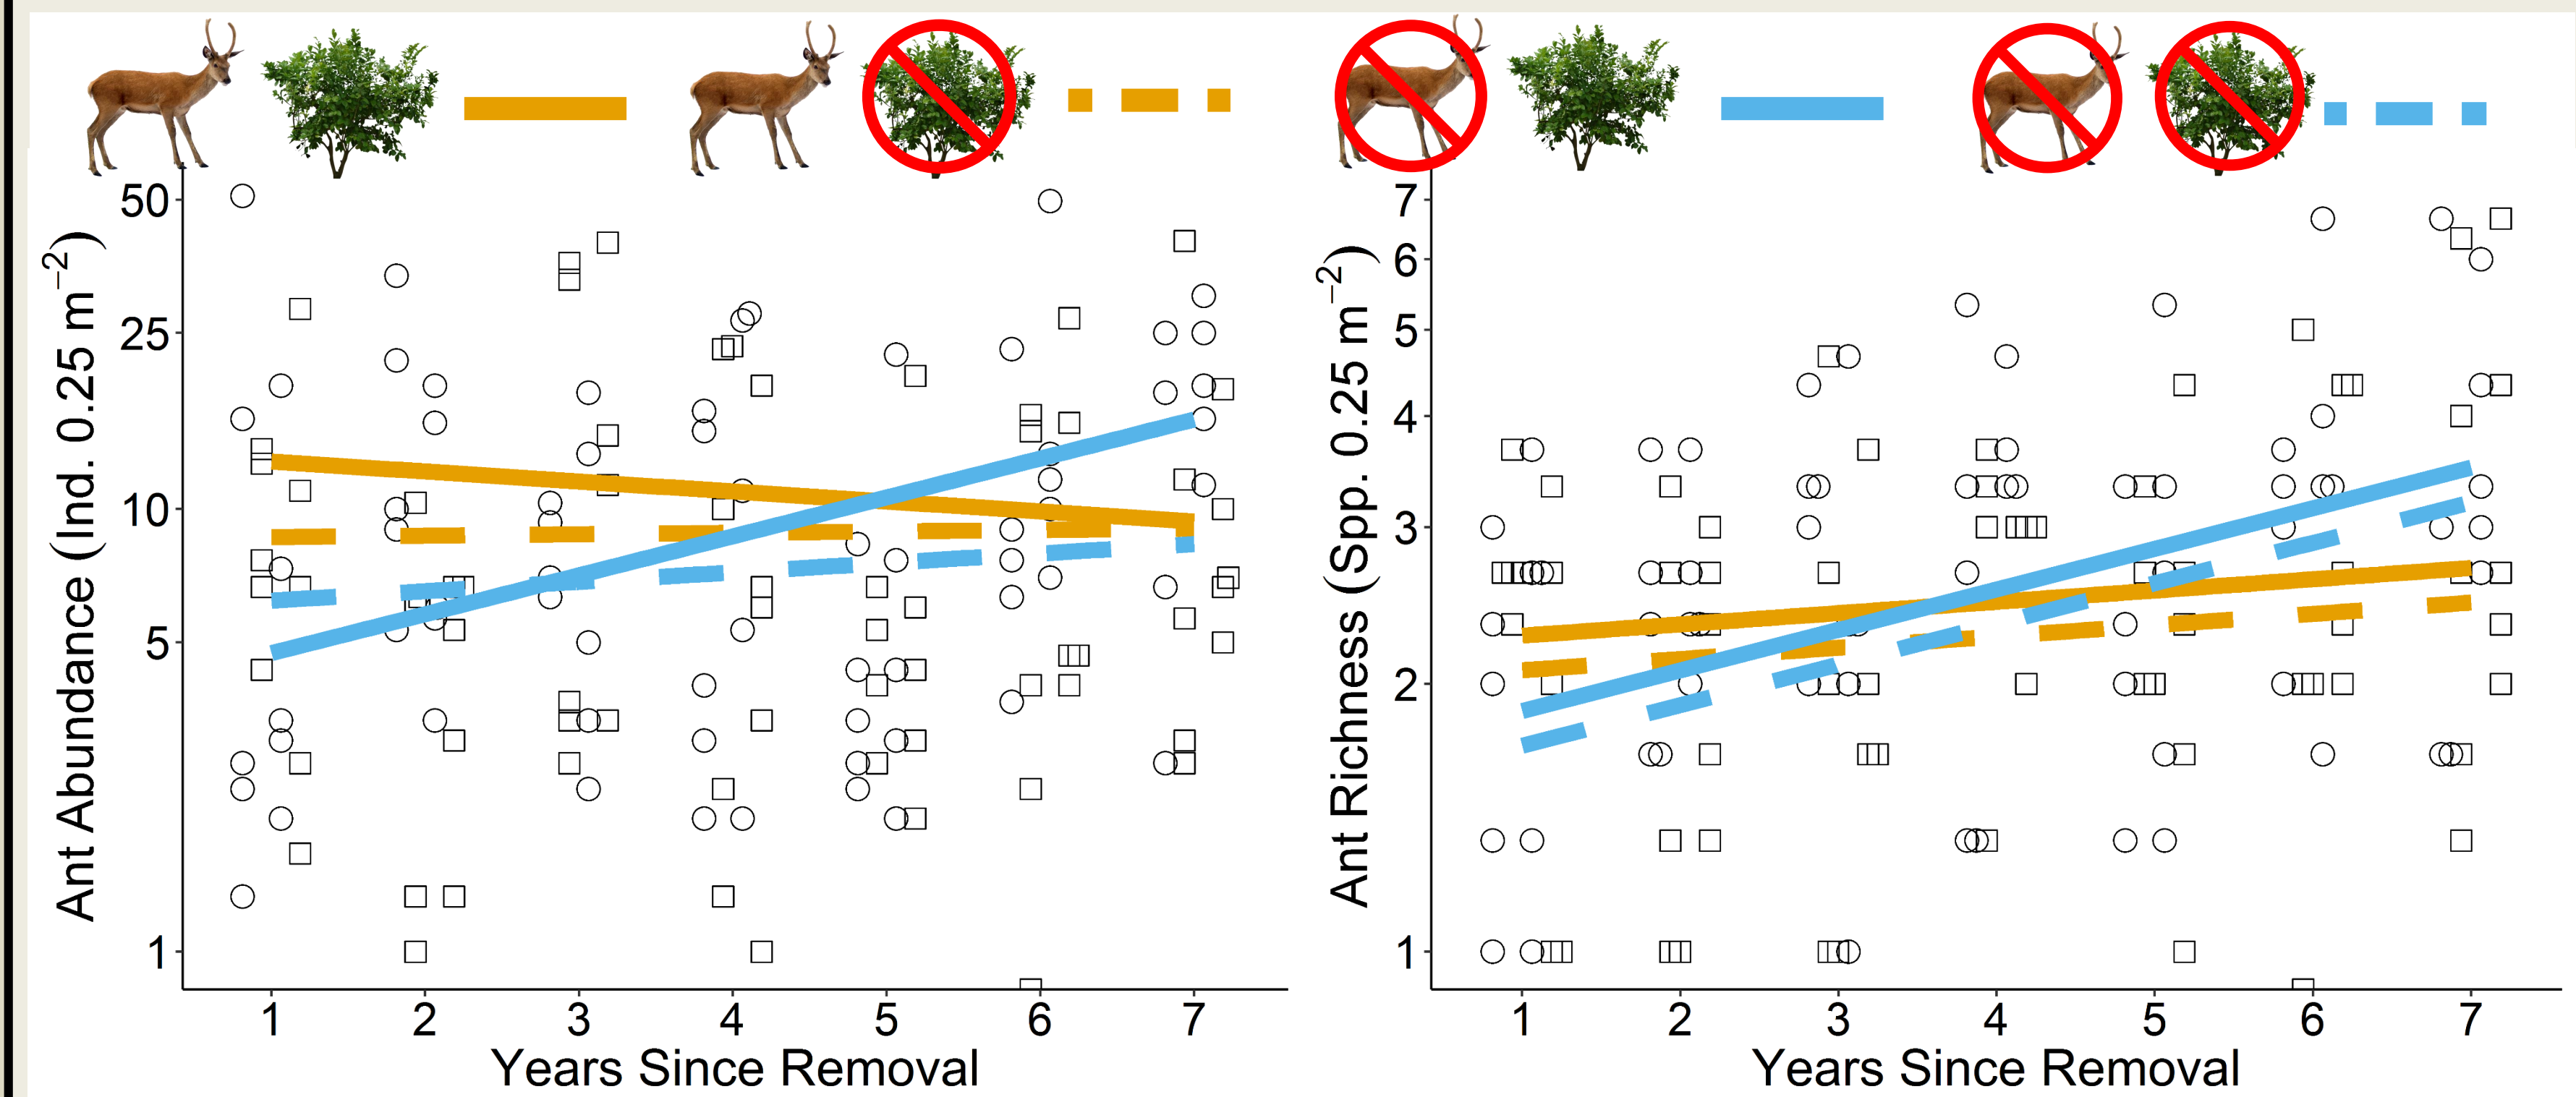 50
25
10
5
1
Ant Abundance (Ind. 0.25 m⁻²)
1 2 3 4 5 6 7
Years Since Removal
7
6
5
4
3
2
1
Ant Richness (Spp. 0.25 m⁻²)
1 2 3 4 5 6 7
Years Since Removal